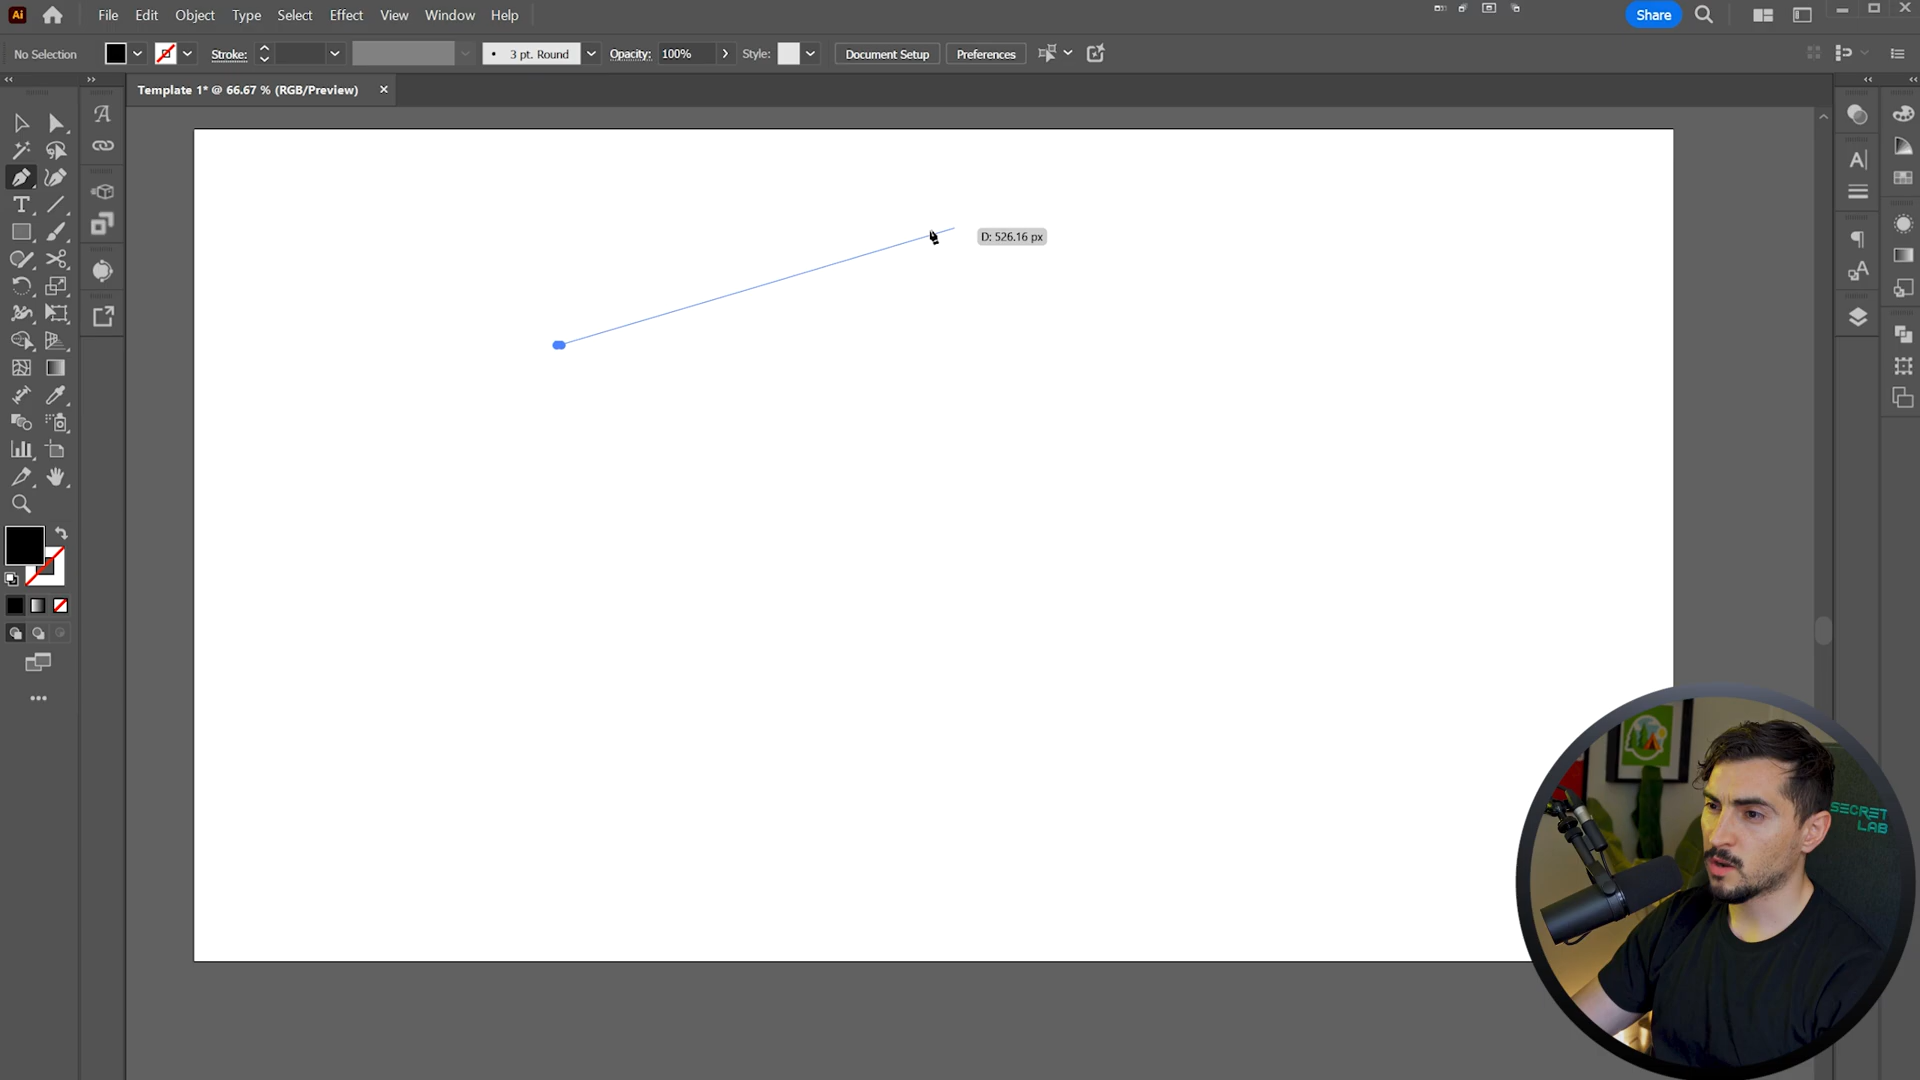 Ai File Edit Object Type Select Effect View Window Help Share
No Selection Stroke: 3 pt. Round Opacity: 100% Style: Document Setup Preferences
Template 1* @ 66.67 % (RGB/Preview)
D: 526.16 px
SECRET
LAB